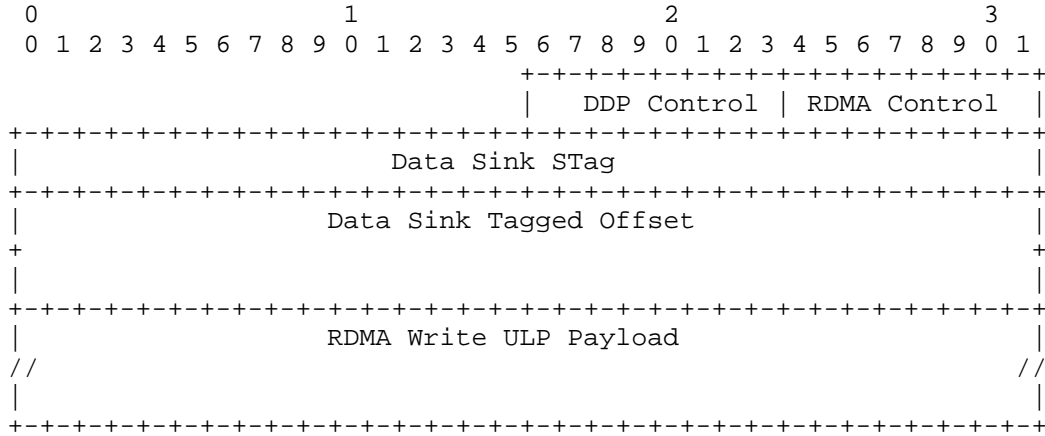 0                   1                   2                   3
 0 1 2 3 4 5 6 7 8 9 0 1 2 3 4 5 6 7 8 9 0 1 2 3 4 5 6 7 8 9 0 1
                                +-+-+-+-+-+-+-+-+-+-+-+-+-+-+-+-+
                                |   DDP Control | RDMA Control  |
+-+-+-+-+-+-+-+-+-+-+-+-+-+-+-+-+-+-+-+-+-+-+-+-+-+-+-+-+-+-+-+-+
|                       Data Sink STag                          |
+-+-+-+-+-+-+-+-+-+-+-+-+-+-+-+-+-+-+-+-+-+-+-+-+-+-+-+-+-+-+-+-+
|                   Data Sink Tagged Offset                     |
+                                                               +
|                                                               |
+-+-+-+-+-+-+-+-+-+-+-+-+-+-+-+-+-+-+-+-+-+-+-+-+-+-+-+-+-+-+-+-+
|                   RDMA Write ULP Payload                      |
//                                                             //
|                                                               |
+-+-+-+-+-+-+-+-+-+-+-+-+-+-+-+-+-+-+-+-+-+-+-+-+-+-+-+-+-+-+-+-+